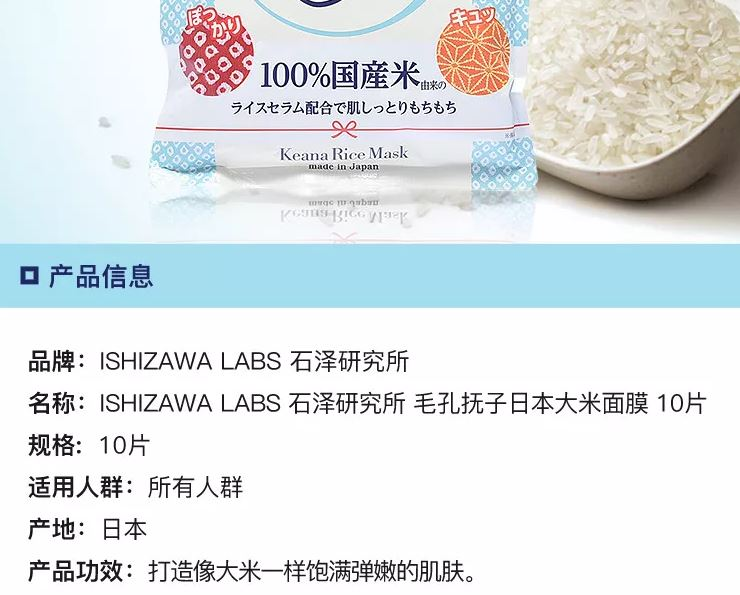 ぽっかり
キュッ
100%国産米由来の
ライスセラム配合で肌しっとりもちもち
Keana Rice Mask
made in Japan
产品信息
品牌：ISHIZAWA LABS 石泽研究所
名称：ISHIZAWA LABS 石泽研究所 毛孔抚子日本大米面膜 10片
规格：10片
适用人群：所有人群
产地：日本
产品功效：打造像大米一样饱满弹嫩的肌肤。